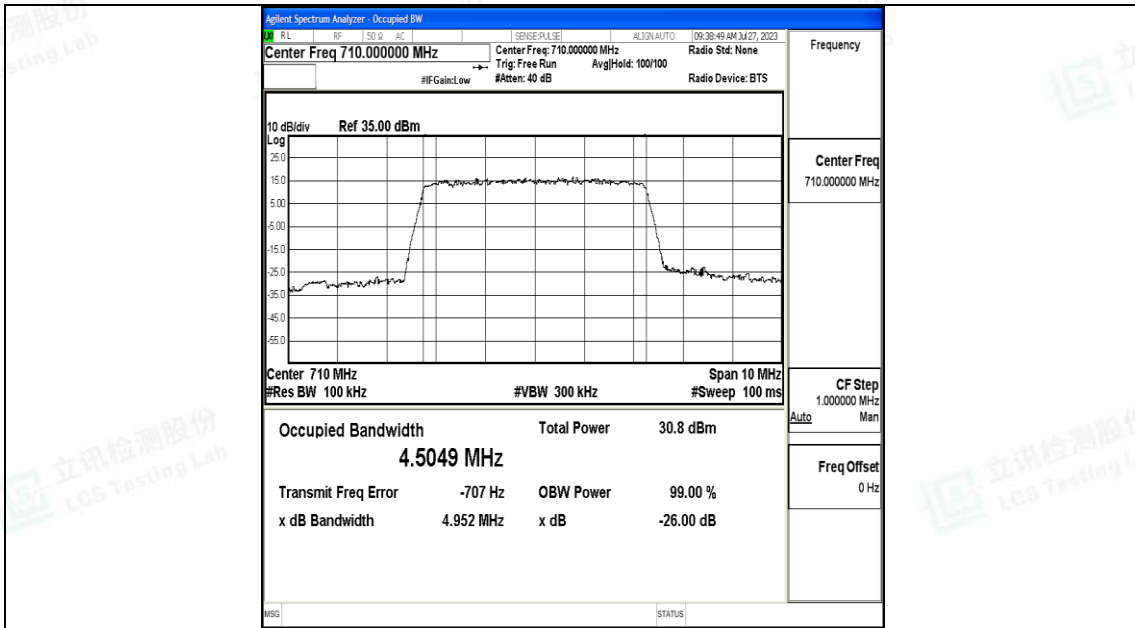 Agilent Spectrum Analyzer - Occupied BW
RL RF 50 Ω AC SENSE:PULSE ALIGN AUTO 09:38:49 AM Jul 27, 2023
Center Freq 710.000000 MHz
Center Freq: 710.000000 MHz
Radio Std: None
Trig: Free Run Avg|Hold: 100/100
#IFGain:Low
#Atten: 40 dB
Radio Device: BTS
Frequency
10 dB/div Ref 35.00 dBm
Log
25.0
15.0
5.00
-5.00
-15.0
-25.0
-35.0
-45.0
-55.0
Center 710 MHz Span 10 MHz
#Res BW 100 kHz #VBW 300 kHz #Sweep 100 ms
Center Freq
710.000000 MHz
CF Step
1.000000 MHz
Auto Man
Freq Offset
0 Hz
Occupied Bandwidth Total Power 30.8 dBm
4.5049 MHz
Transmit Freq Error -707 Hz OBW Power 99.00 %
x dB Bandwidth 4.952 MHz x dB -26.00 dB
MSG STATUS
立讯检测股份
LCS Testing Lab
立讯检测股份
LCS Testing L